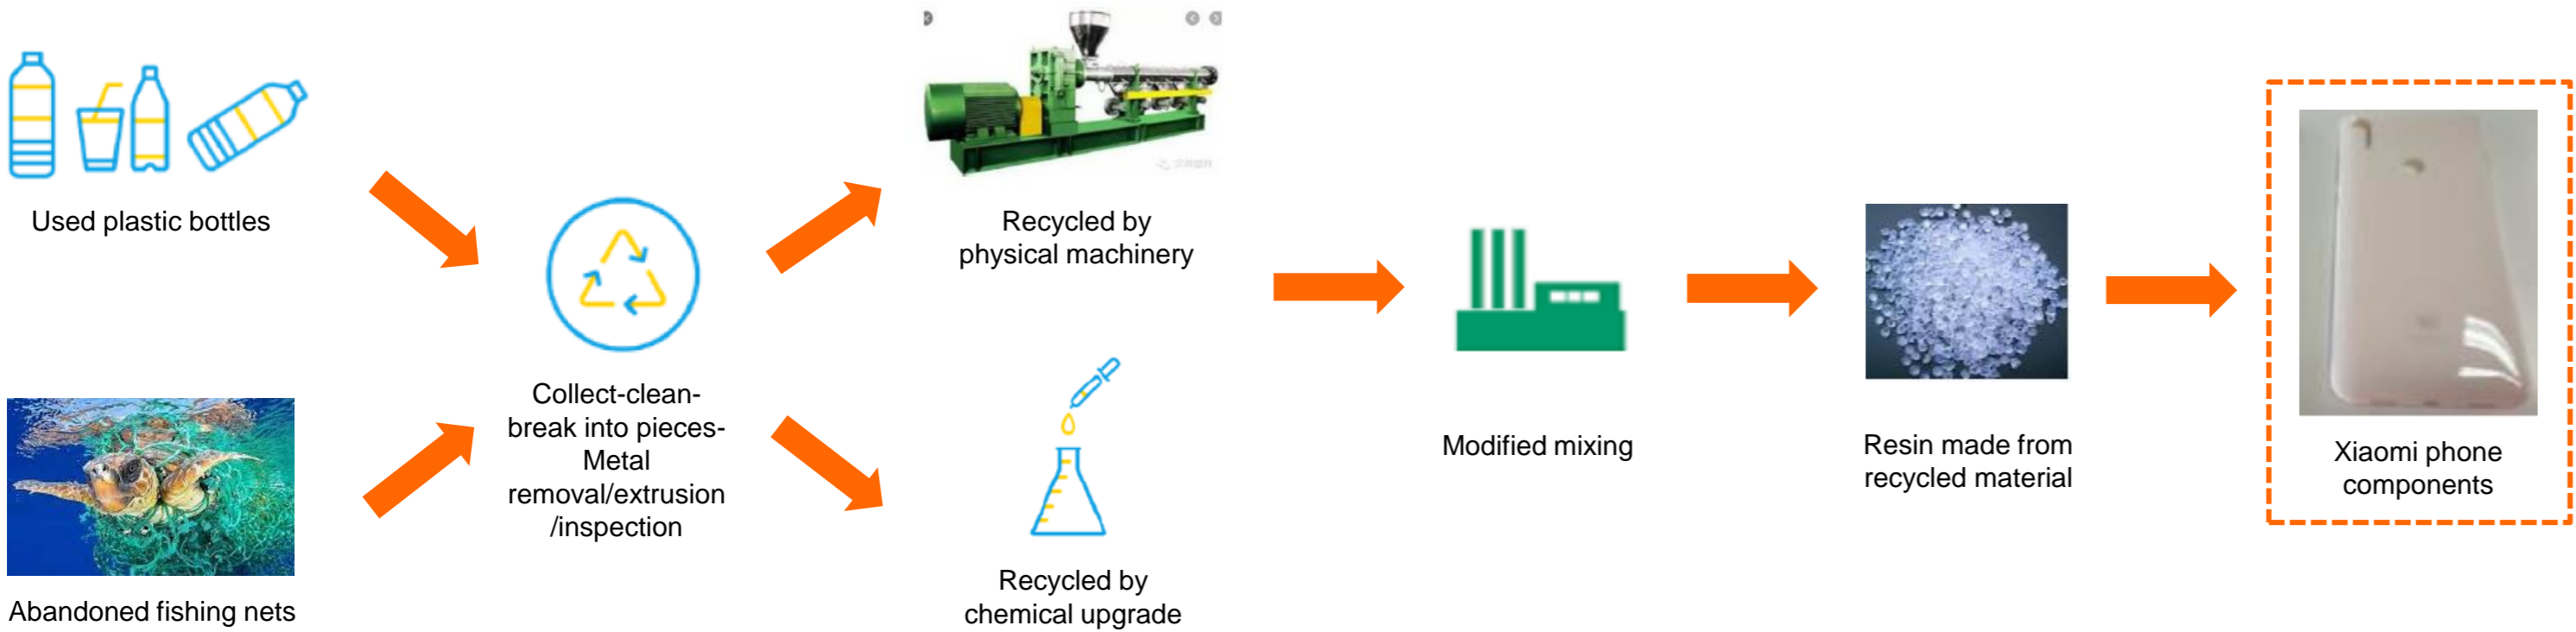 Used plastic bottles
Abandoned fishing nets
Collect-clean-
break into pieces-
Metal
removal/extrusion
/inspection
Recycled by
physical machinery
Recycled by
chemical upgrade
Modified mixing
Resin made from
recycled material
Xiaomi phone
components